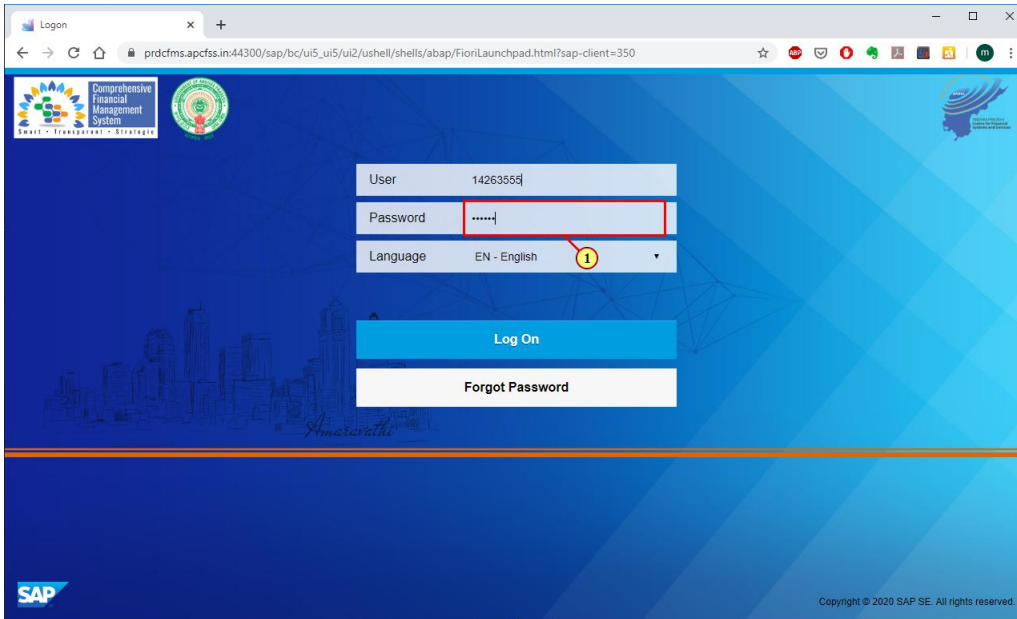 Logon
prdcfms.apcfss.in:44300/sap/bc/ui5_ui5/ui2/ushell/shells/abap/FioriLaunchpad.html?sap-client=350
ABP
m
Comprehensive
Financial
Management
System
Smart - Transparent - Strategic
User 14263555
Password ••••••
Language EN - English
1
Log On
Forgot Password
Amaravathi
SAP
Copyright © 2020 SAP SE. All rights reserved.